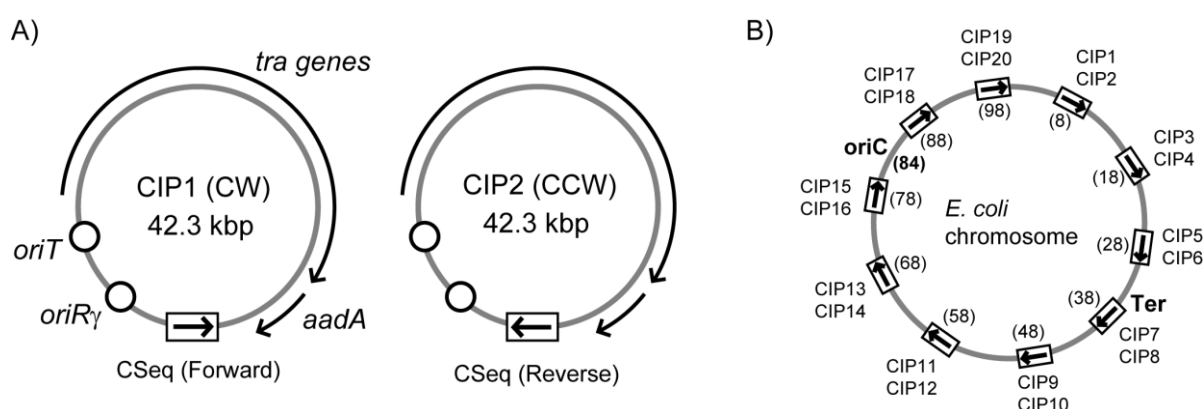 A)
tra genes
CIP1 (CW)
42.3 kbp
oriT
oriRγ
aadA
CSeq (Forward)
CIP2 (CCW)
42.3 kbp
CSeq (Reverse)
B)
CIP19
CIP20
(98)
CIP1
CIP2
(8)
CIP17
CIP18
(88)
CIP3
CIP4
(18)
oriC
(84)
CIP15
CIP16
(78)
E. coli
chromosome
CIP5
CIP6
(28)
CIP13
CIP14
(68)
Ter
(38)
CIP7
CIP8
CIP11
CIP12
(58)
(48)
CIP9
CIP10